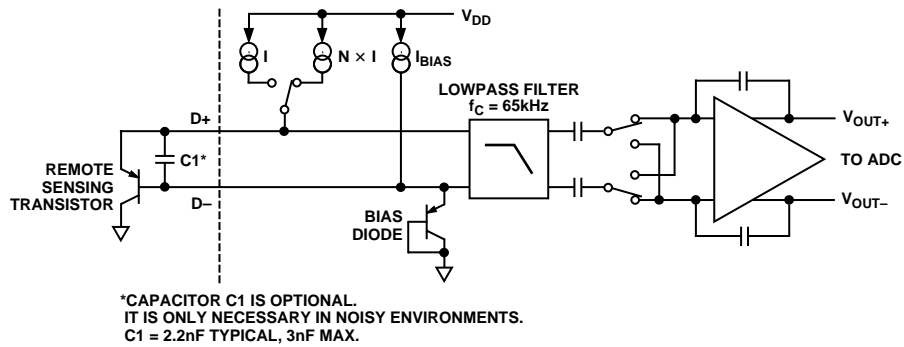 V_DD
I
N × I
I_BIAS
LOWPASS FILTER
f_C = 65kHz
D+
V_OUT+
C1*
TO ADC
REMOTE
SENSING
TRANSISTOR
D–
BIAS
DIODE
V_OUT–
*CAPACITOR C1 IS OPTIONAL.
IT IS ONLY NECESSARY IN NOISY ENVIRONMENTS.
C1 = 2.2nF TYPICAL, 3nF MAX.